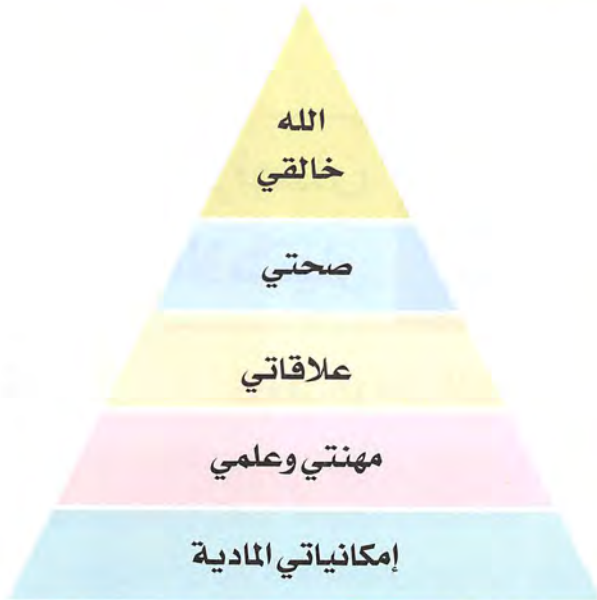 الله
خالقي
صحتي
علاقاتي
مهنتي وعلمي
إمكانياتي المادية